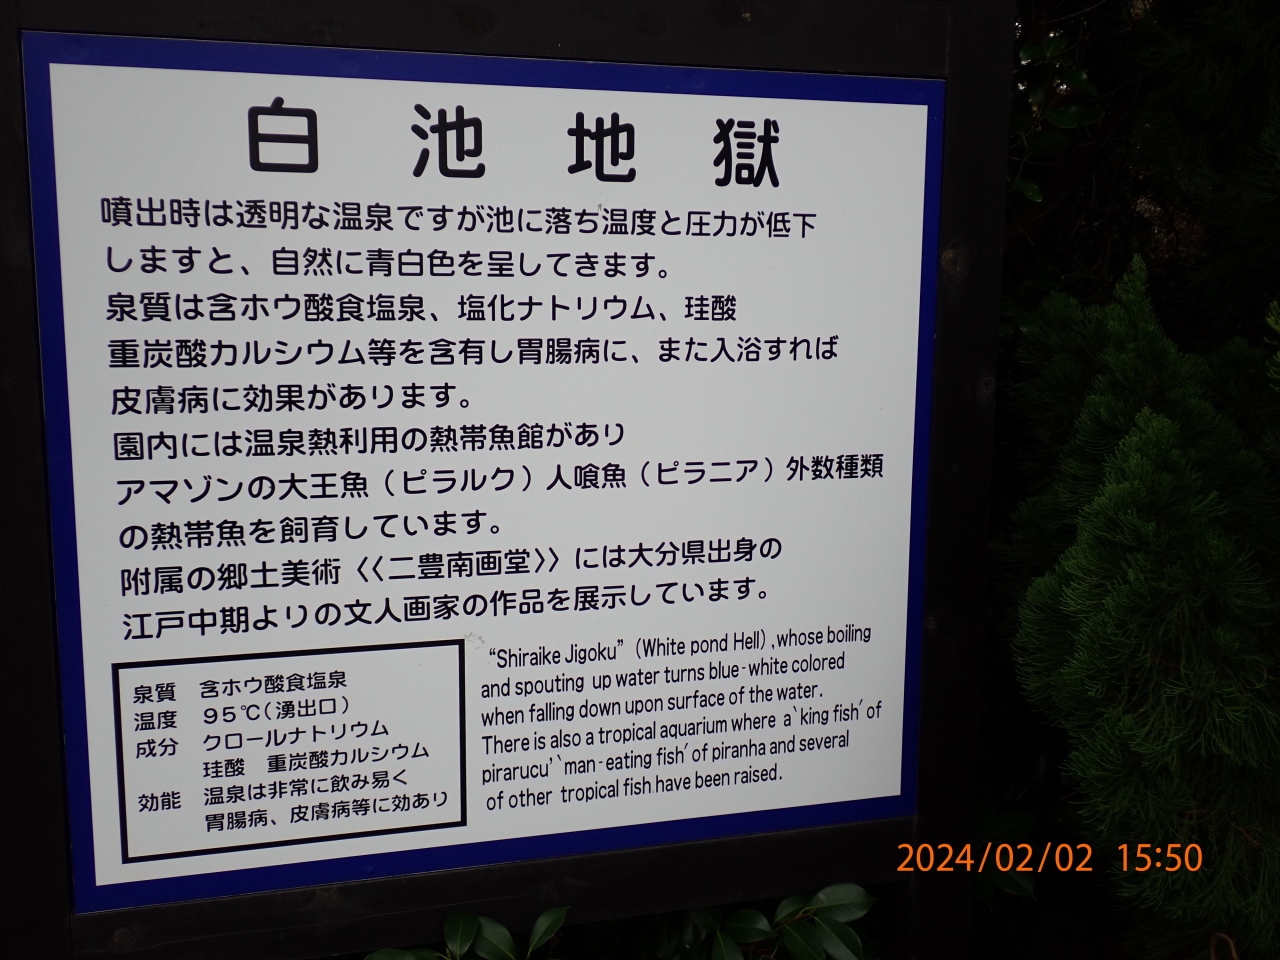 白池地獄
噴出時は透明な温泉ですが池に落ち温度と圧力が低下
しますと、自然に青白色を呈してきます。
泉質は含ホウ酸食塩泉、塩化ナトリウム、珪酸
重炭酸カルシウム等を含有し胃腸病に、また入浴すれば
皮膚病に効果があります。
園内には温泉熱利用の熱帯魚館があり
アマゾンの大王魚（ピラルク）人喰魚（ピラニア）外数種類
の熱帯魚を飼育しています。
附属の郷土美術〈〈二豊南画堂〉〉には大分県出身の
江戸中期よりの文人画家の作品を展示しています。
泉質 含ホウ酸食塩泉
温度 95℃（湧出口）
成分 クロールナトリウム
珪酸 重炭酸カルシウム
効能 温泉は非常に飲み易く
胃腸病、皮膚病等に効あり
“Shiraike Jigoku” (White pond Hell) ,whose boiling
and spouting up water turns blue-white colored
when falling down upon surface of the water.
There is also a tropical aquarium where a`king fish´of
pirarucu’`man-eating fish´of piranha and several
of other tropical fish have been raised.
2024/02/02 15:50